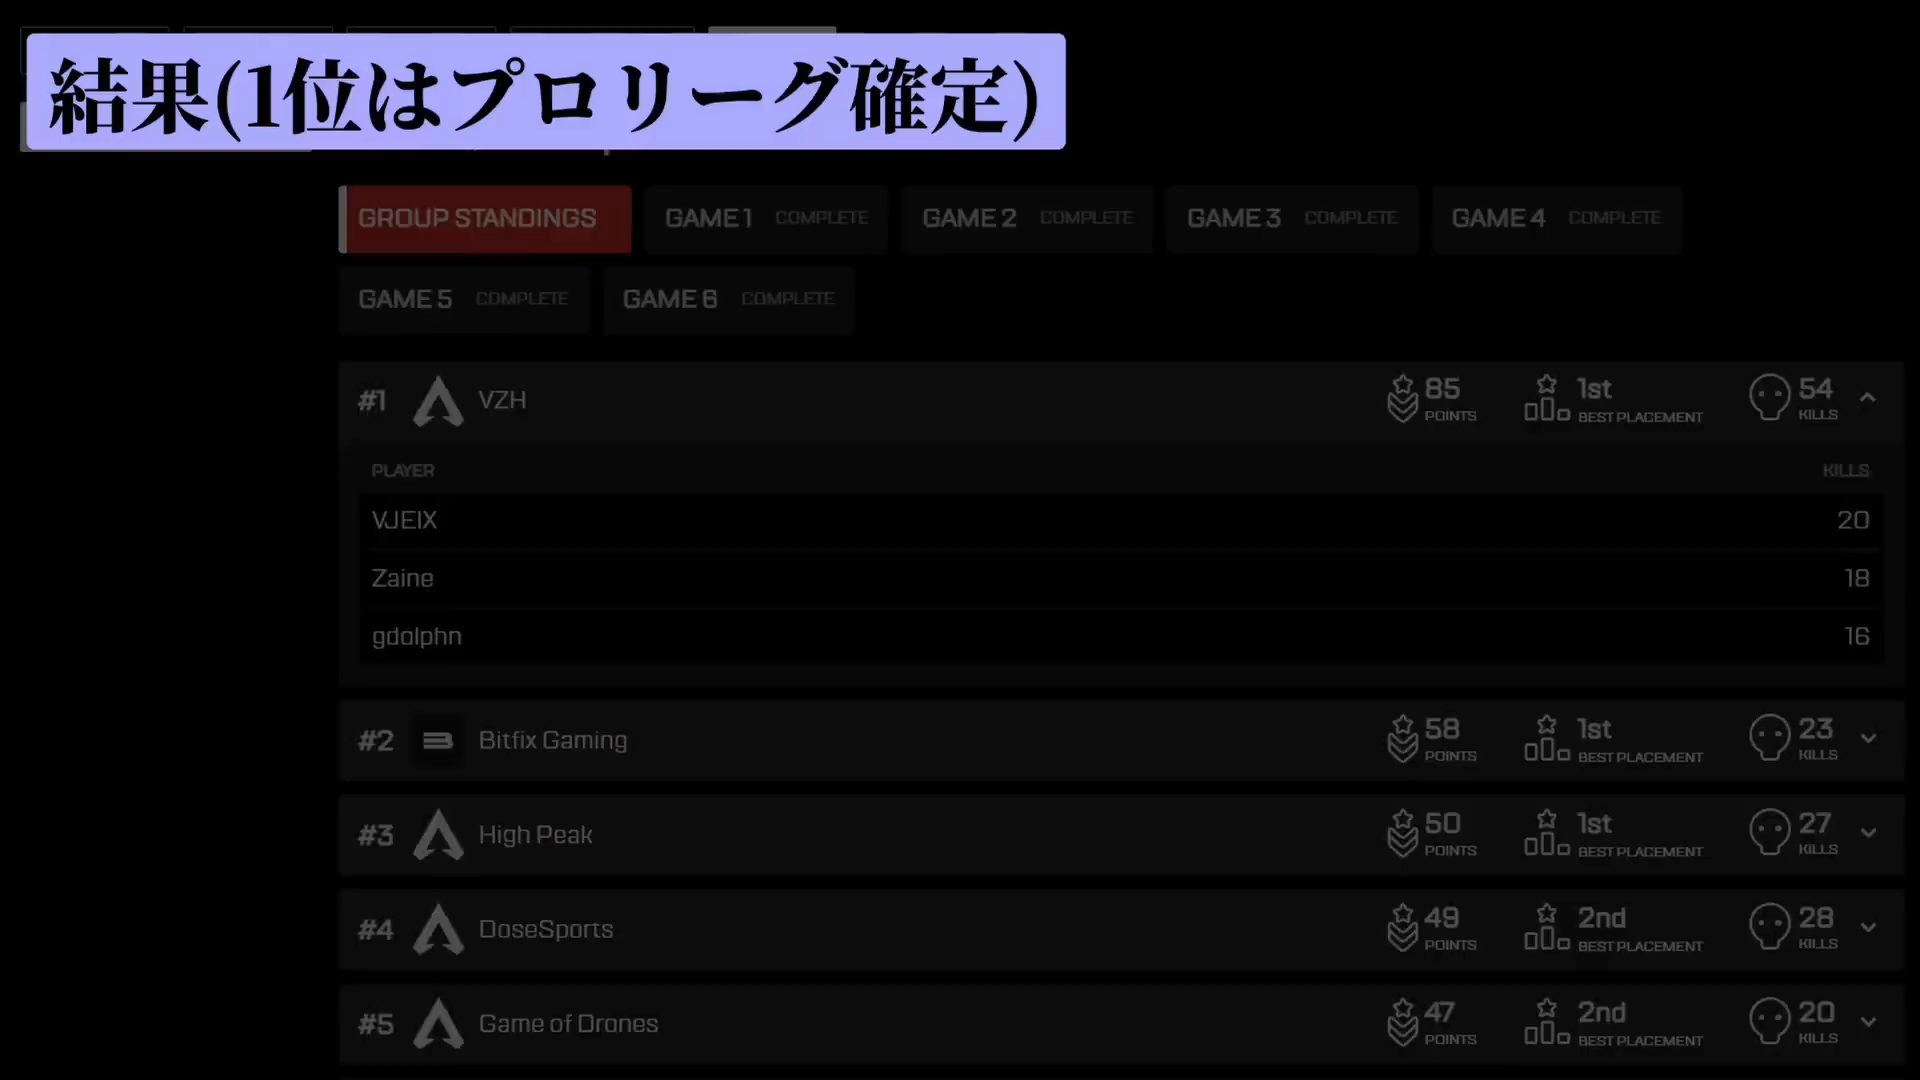 結果(1位はプロリーグ確定)
GROUP STANDINGS GAME 1 COMPLETE GAME 2 COMPLETE GAME 3 COMPLETE GAME 4 COMPLETE
GAME 5 COMPLETE GAME 6 COMPLETE
#1 VZH 85 POINTS 1st BEST PLACEMENT 54 KILLS
PLAYER KILLS
VJEIX 20
Zaine 18
gdolphn 16
#2 Bitfix Gaming 58 POINTS 1st BEST PLACEMENT 23 KILLS
#3 High Peak 50 POINTS 1st BEST PLACEMENT 27 KILLS
#4 DoseSports 49 POINTS 2nd BEST PLACEMENT 28 KILLS
#5 Game of Drones 47 POINTS 2nd BEST PLACEMENT 20 KILLS